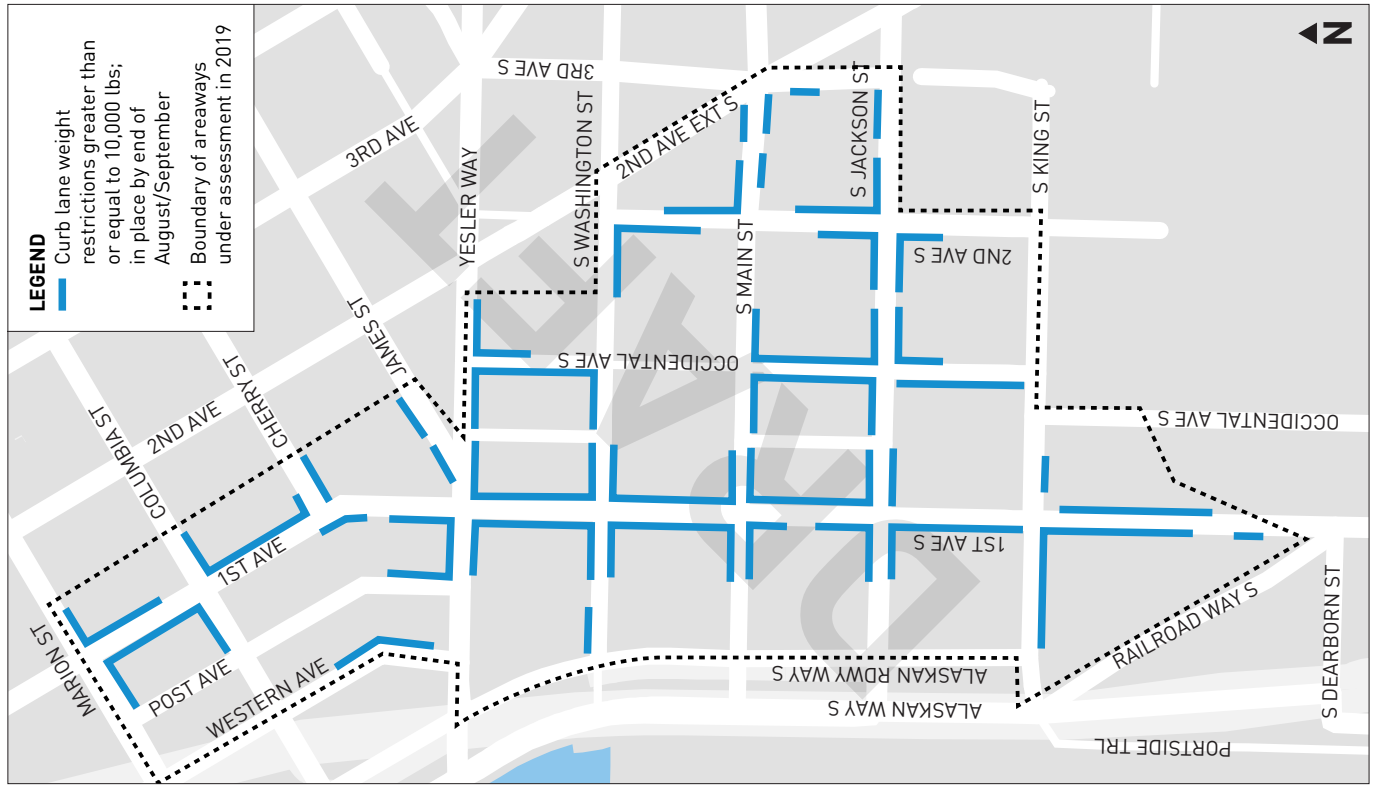 LEGEND
Curb lane weight
restrictions greater than
or equal to 10,000 lbs;
in place by end of
August/September
Boundary of areaways
under assessment in 2019
N
3RD AVE S
3RD AVE
S WASHINGTON ST
2ND AVE EXT S
YESLER WAY
S JACKSON ST
S KING ST
S MAIN ST
2ND AVE S
JAMES ST
CHERRY ST
2ND AVE
COLUMBIA ST
OCCIDENTAL AVE S
OCCIDENTAL AVE S
1ST AVE
1ST AVE S
MARION ST
POST AVE
WESTERN AVE
ALASKAN RDWY WAY S
ALASKAN WAY S
RAILROAD WAY S
S DEARBORN ST
PORTSIDE TRL
DRAFT